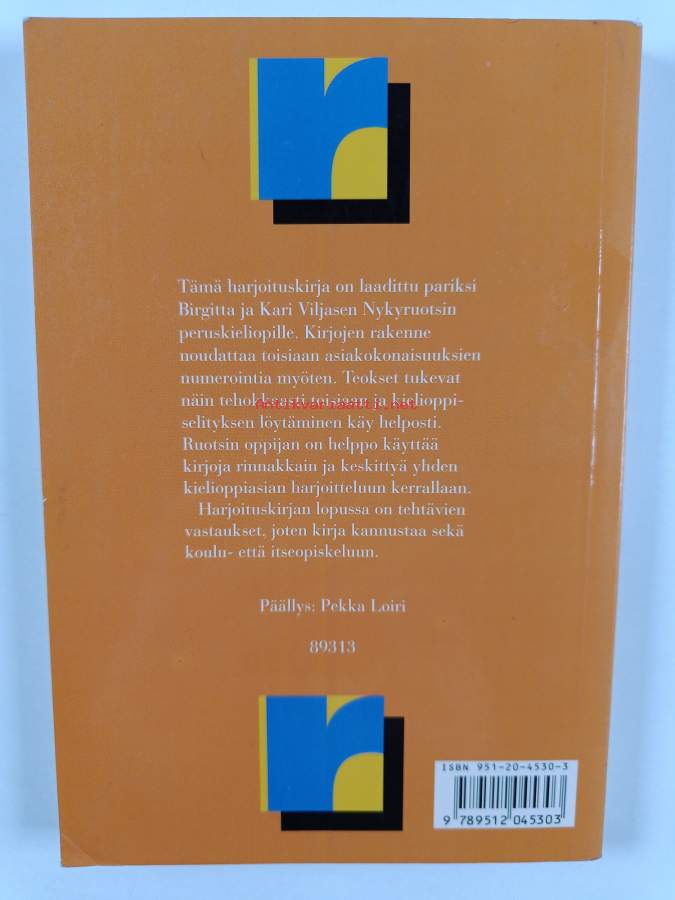 Tämä harjoituskirja on laadittu pariksi
Birgitta ja Kari Viljasen Nykyruotsin
peruskieliopille. Kirjojen rakenne
noudattaa toisiaan asiakokonaisuuksien
numerointia myöten. Teokset tukevat
näin tehokkaasti toisiaan ja kielioppi-
selityksen löytäminen käy helposti.
Antikvariaatti.net
Ruotsin oppijan on helppo käyttää
kirjoja rinnakkain ja keskittyä yhden
kielioppiasian harjoitteluun kerrallaan.
Harjoituskirjan lopussa on tehtävien
vastaukset, joten kirja kannustaa sekä
koulu- että itseopiskeluun.
Päällys: Pekka Loiri
89313
ISBN 951-20-4530-3
9 789512 045303